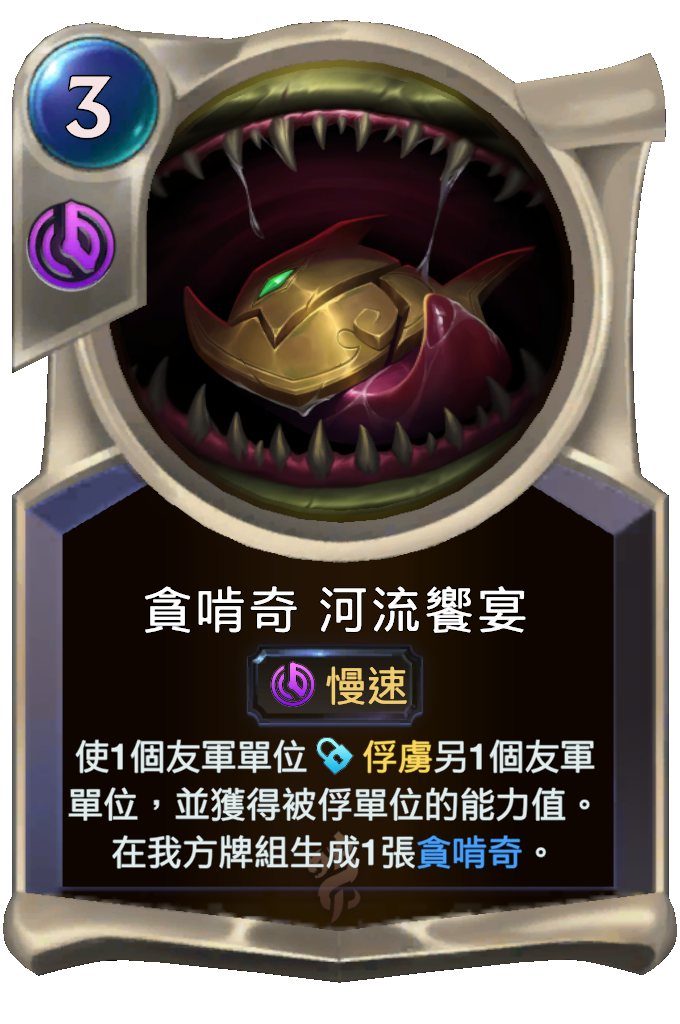 3
貪啃奇 河流饗宴
慢速
使1個友軍單位 俘虜另1個友軍
單位，並獲得被俘單位的能力值。
在我方牌組生成1張貪啃奇。